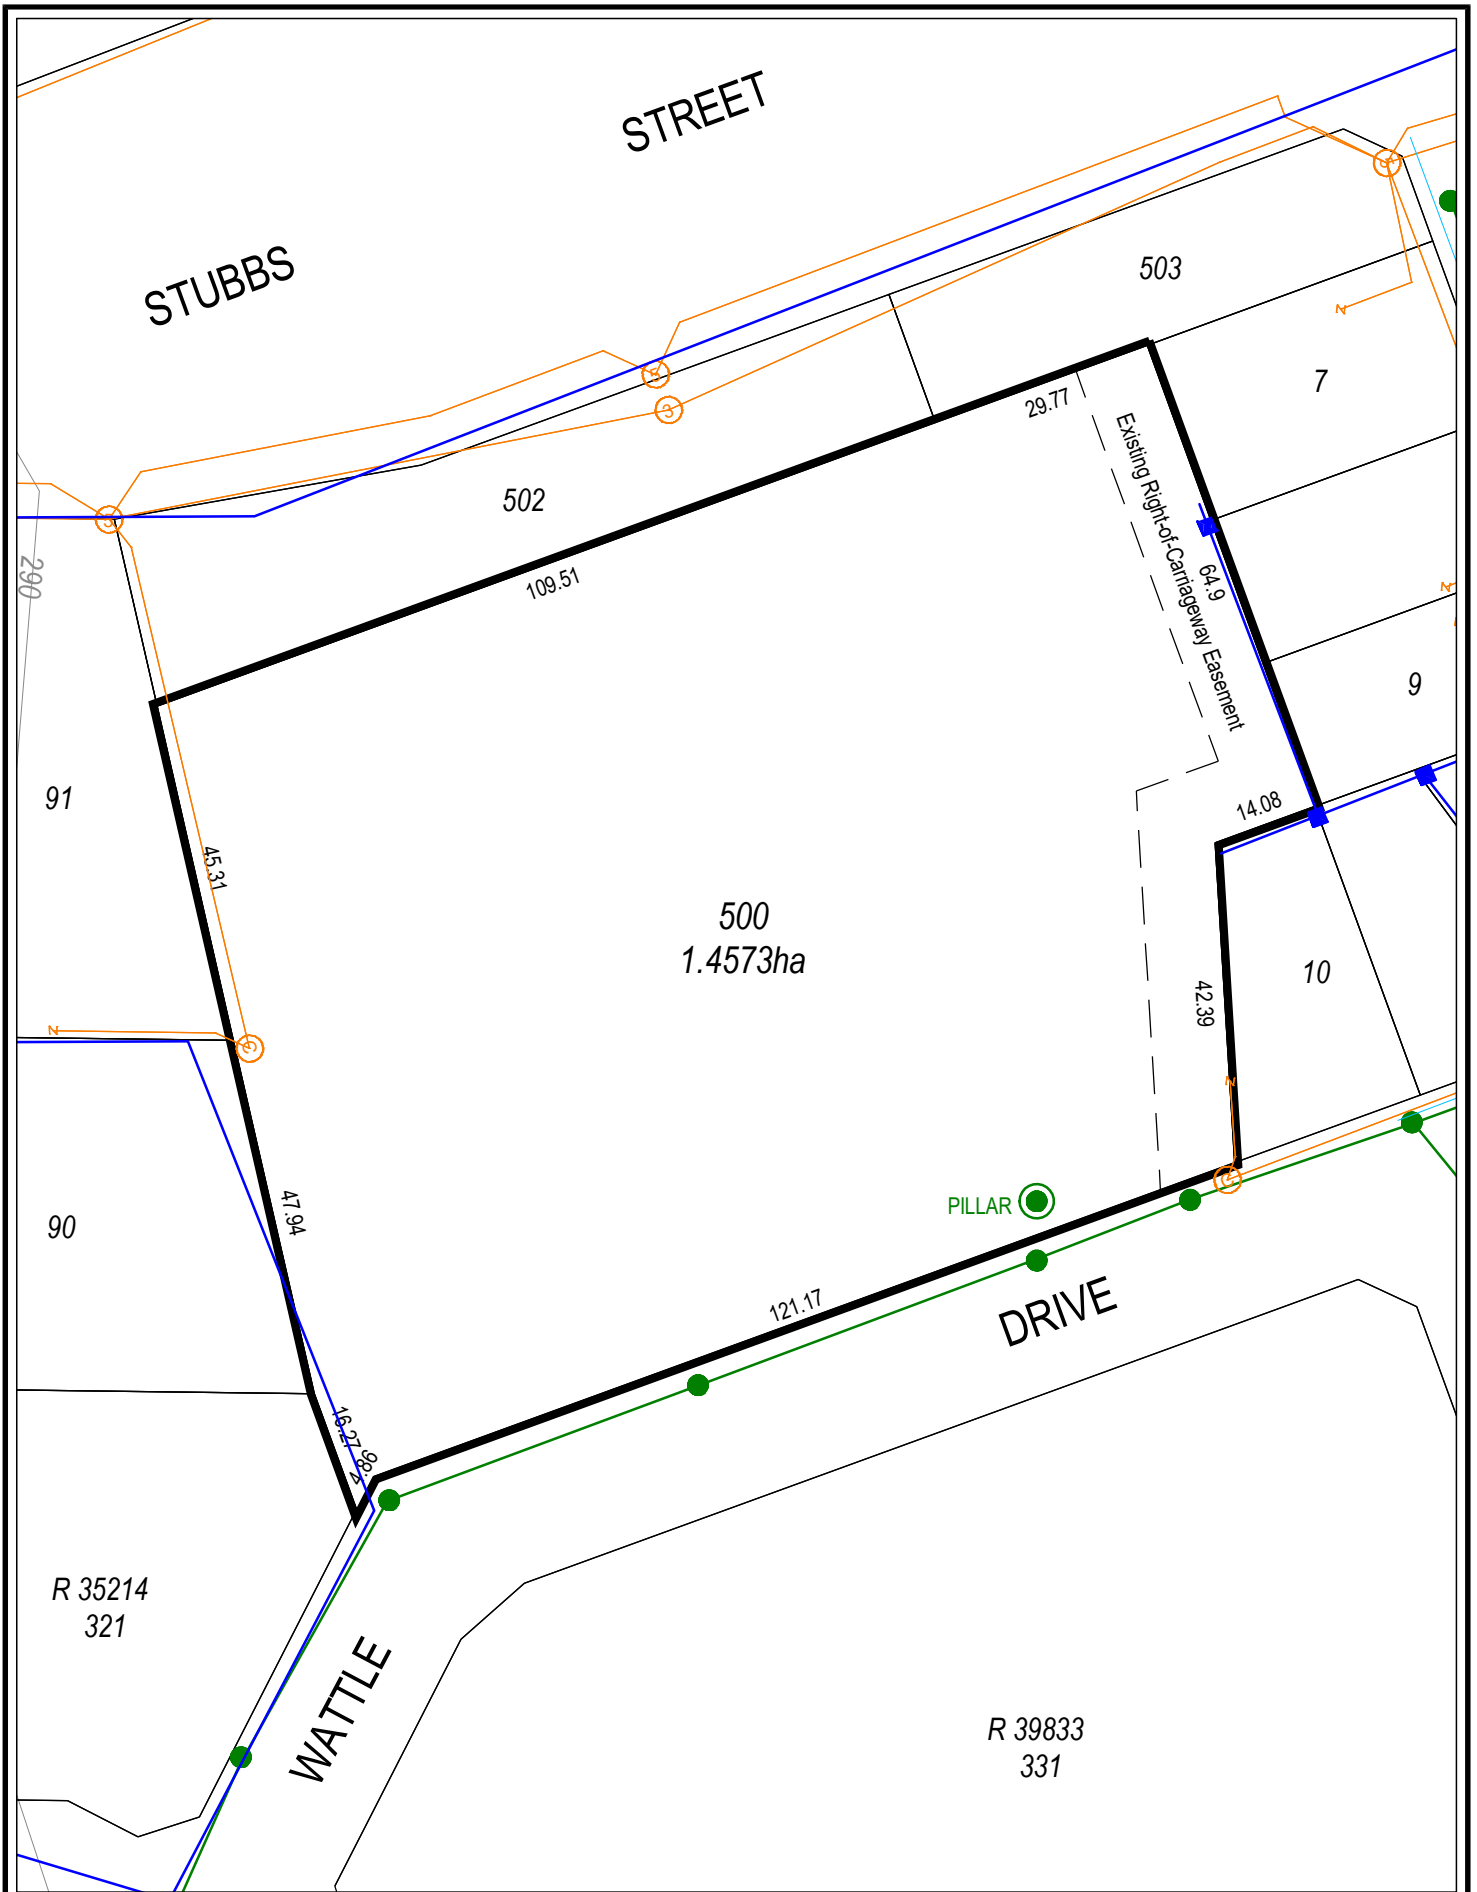 STREET
STUBBS
503
7
29.77
Existing Right-of-Carriageway Easement
502
290
109.51
64.9
9
91
14.08
45.31
500
1.4573ha
10
42.39
47.94
90
PILLAR
121.17
DRIVE
16.27
4.86
R 35214
321
WATTLE
R 39833
331